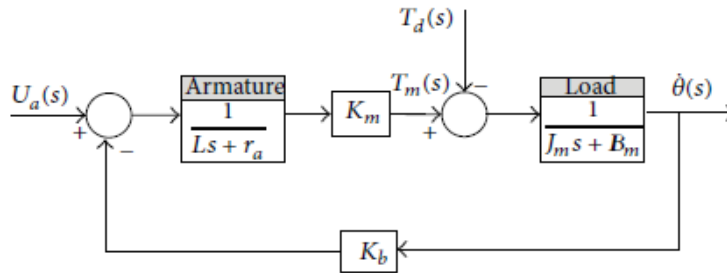 T_d(s)
−
U_a(s)
+
−
Armature
1
Ls + r_a
K_m
T_m(s)
+
Load
1
J_m s + B_m
θ̇(s)
K_b